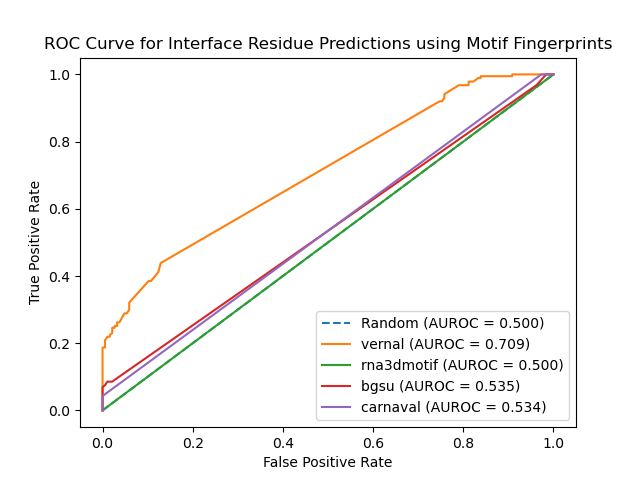 ROC Curve for Interface Residue Predictions using Motif Fingerprints
True Positive Rate
1.0
0.8
0.6
0.4
0.2
0.0
Random (AUROC = 0.500)
vernal (AUROC = 0.709)
rna3dmotif (AUROC = 0.500)
bgsu (AUROC = 0.535)
carnaval (AUROC = 0.534)
0.0 0.2 0.4 0.6 0.8 1.0
False Positive Rate